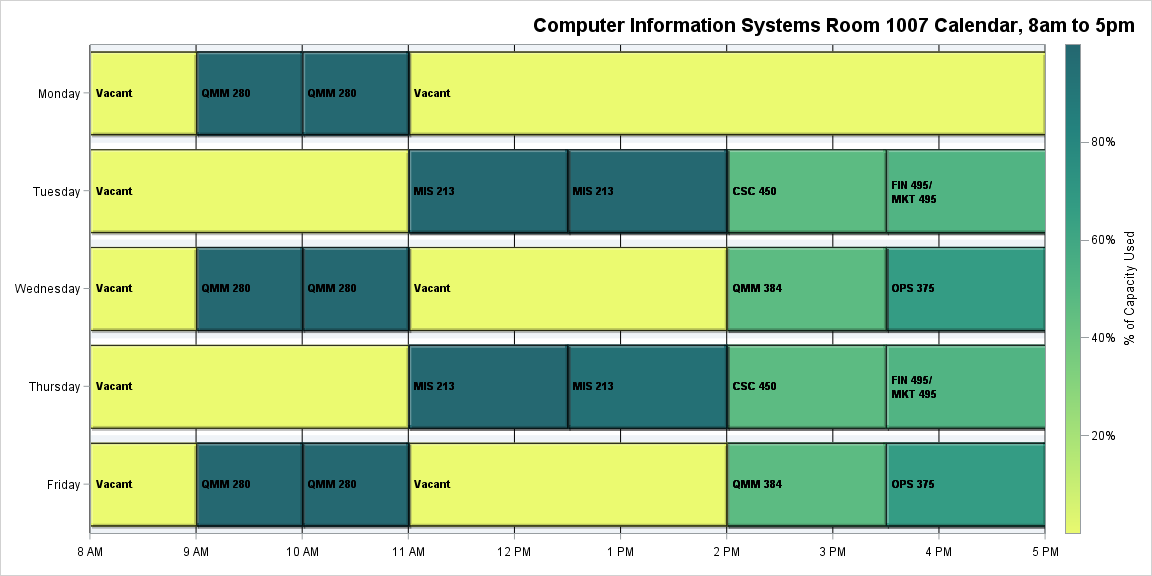 Computer Information Systems Room 1007 Calendar, 8am to 5pm
Monday
Vacant
QMM 280
QMM 280
Vacant
Tuesday
Vacant
MIS 213
MIS 213
CSC 450
FIN 495/
MKT 495
Wednesday
Vacant
QMM 280
QMM 280
Vacant
QMM 384
OPS 375
Thursday
Vacant
MIS 213
MIS 213
CSC 450
FIN 495/
MKT 495
Friday
Vacant
QMM 280
QMM 280
Vacant
QMM 384
OPS 375
8 AM
9 AM
10 AM
11 AM
12 PM
1 PM
2 PM
3 PM
4 PM
5 PM
80%
60%
40%
20%
% of Capacity Used